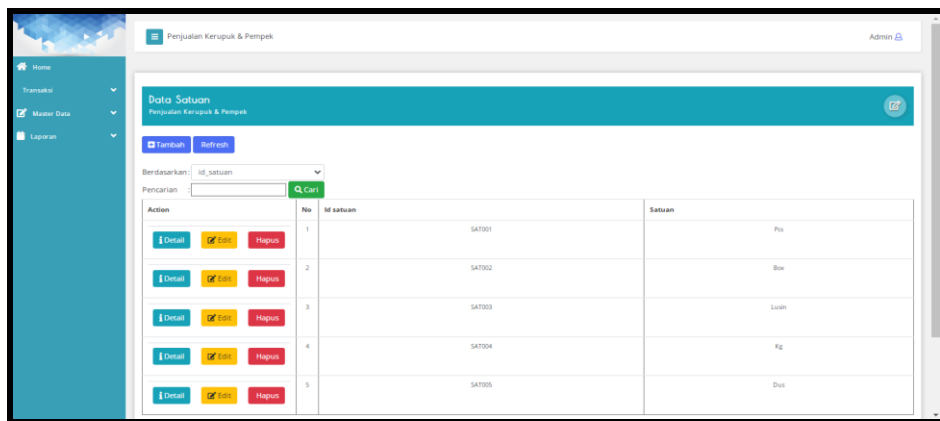 Penjualan Kerupuk & Pempek
Admin
Home
Transaksi
Master Data
Laporan
Data Satuan
Penjualan Kerupuk & Pempek
Tambah Refresh
Berdasarkan : id_satuan
Pencarian : Cari
Action No Id satuan Satuan
Detail Edit Hapus 1 SAT001 Pcs
Detail Edit Hapus 2 SAT002 Box
Detail Edit Hapus 3 SAT003 Lusin
Detail Edit Hapus 4 SAT004 Kg
Detail Edit Hapus 5 SAT005 Dus